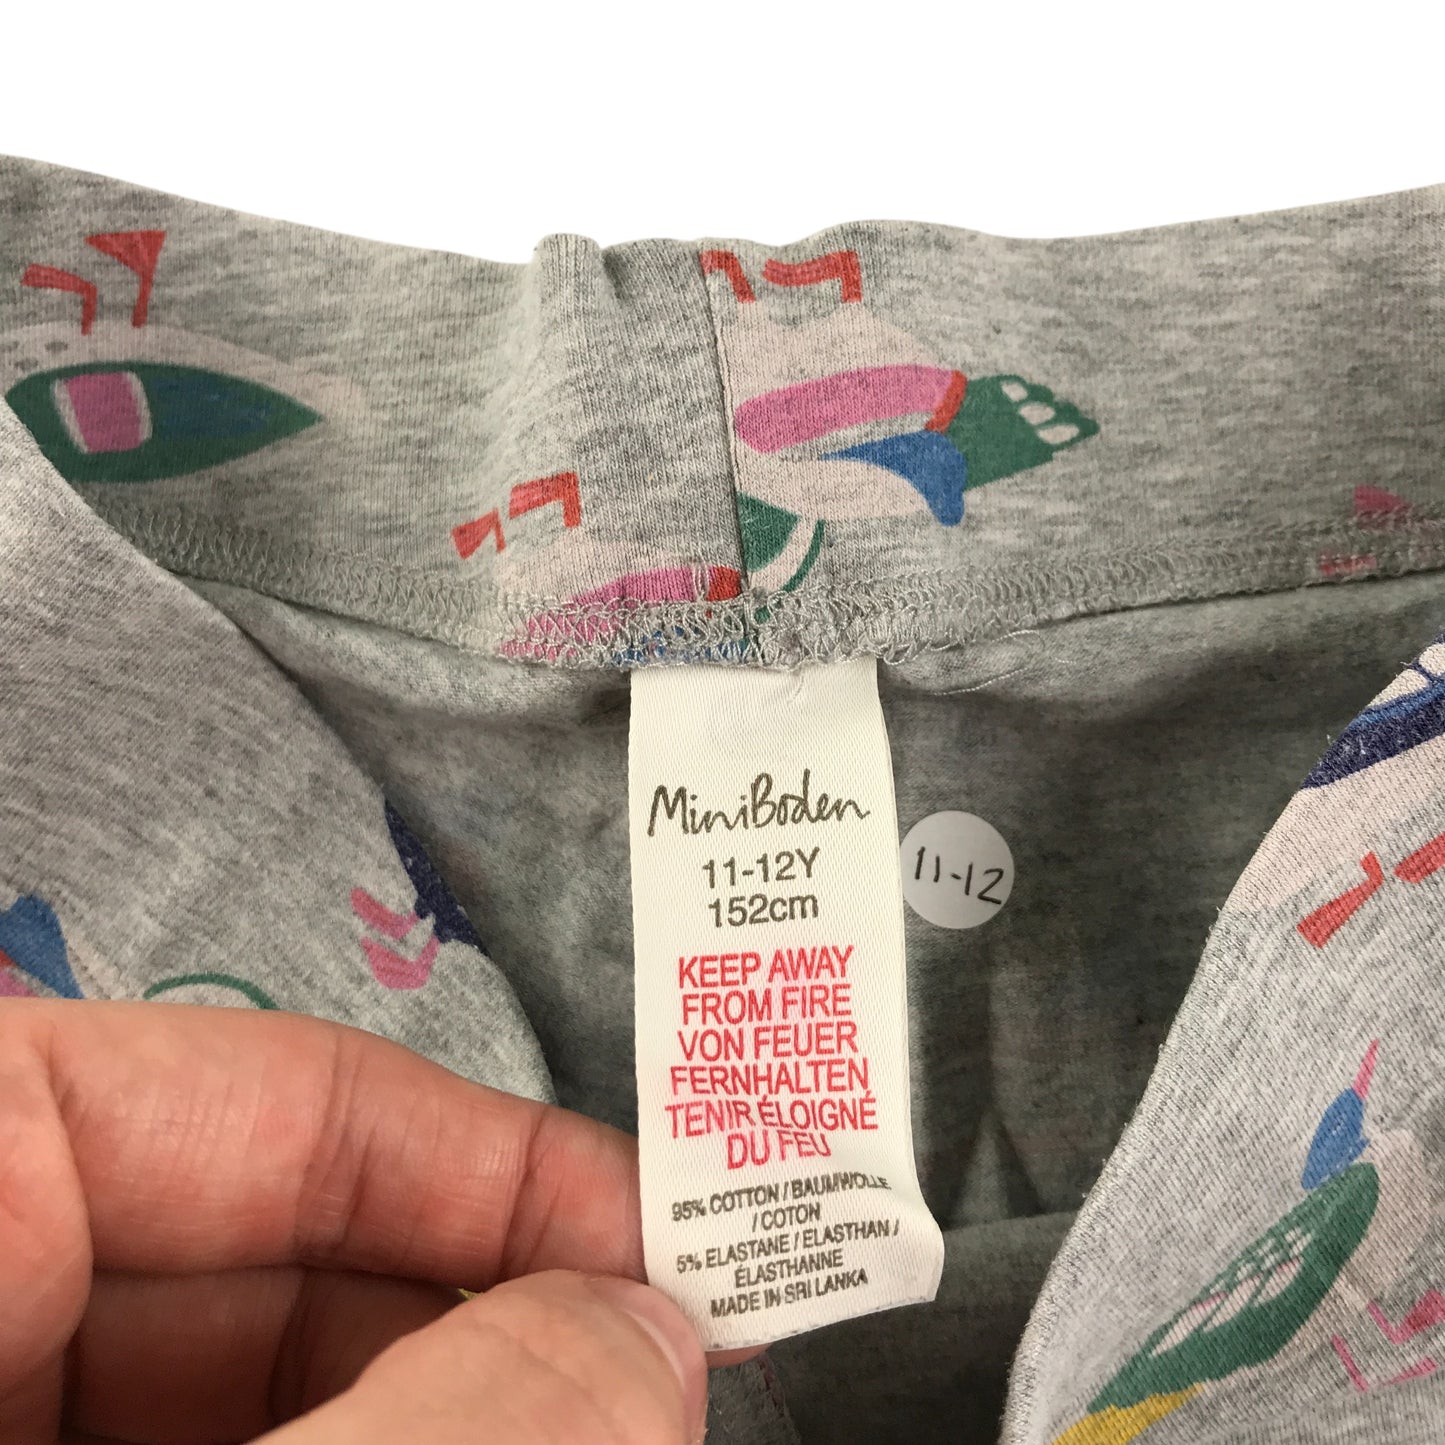 MiniBoden
11-12Y
152cm
KEEP AWAY
FROM FIRE
VON FEUER
FERNHALTEN
TENIR ÉLOIGNÉ
DU FEU
95% COTTON / BAUMWOLLE
/ COTON
5% ELASTANE / ELASTHAN /
ÉLASTHANNE
MADE IN SRI LANKA
11-12